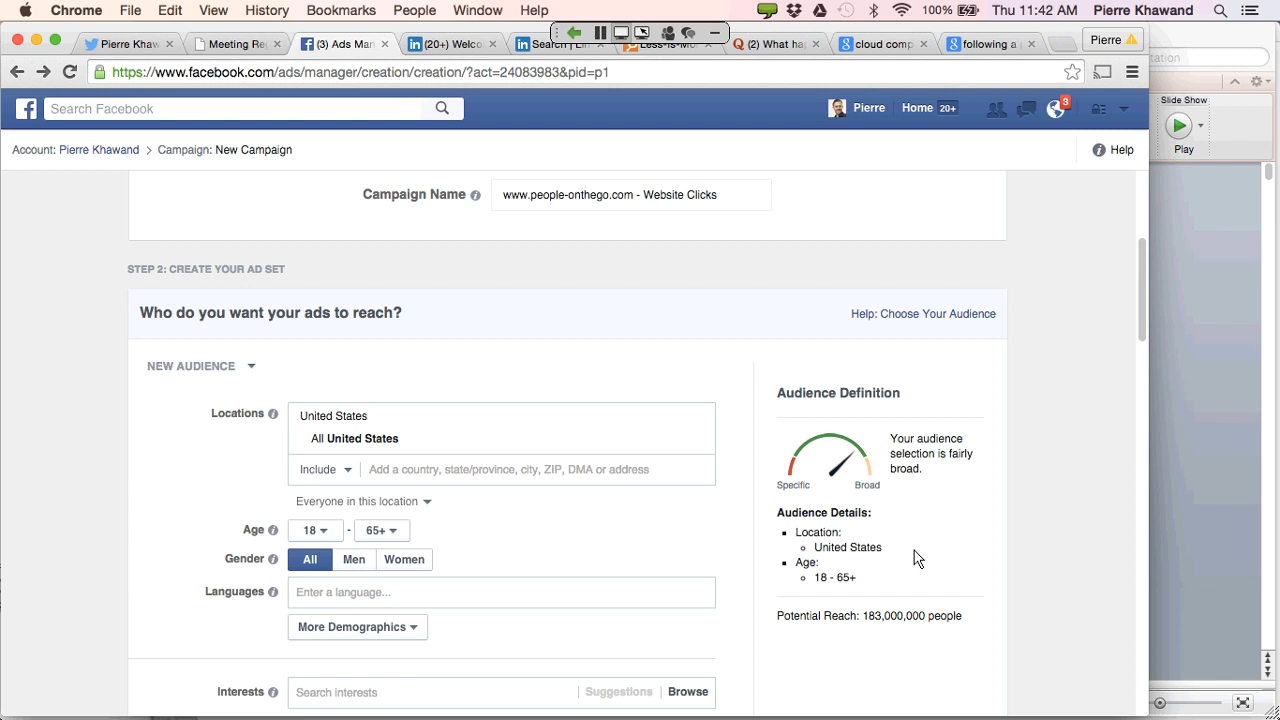 Chrome File Edit View History Bookmarks People Window Help 100% Thu 11:42 AM Pierre Khawand
Pierre Khaw × Meeting Re × (3) Ads Man × (20+) Welco × Search | Lin × Less-is-Mo × (2) What ha × cloud comp × following a × Pierre
https://www.facebook.com/ads/manager/creation/creation/?act=24083983&pid=p1
Slide Show
Play
Search Facebook Pierre Home 20+ 3
Account: Pierre Khawand > Campaign: New Campaign Help
Campaign Name www.people-onthego.com - Website Clicks
STEP 2: CREATE YOUR AD SET
Who do you want your ads to reach? Help: Choose Your Audience
NEW AUDIENCE
Locations United States
All United States
Include Add a country, state/province, city, ZIP, DMA or address
Everyone in this location
Age 18 - 65+
Gender All Men Women
Languages Enter a language...
More Demographics
Interests Search interests Suggestions Browse
Audience Definition
Your audience
selection is fairly
broad.
Specific Broad
Audience Details:
Location:
United States
Age:
18 - 65+
Potential Reach: 183,000,000 people